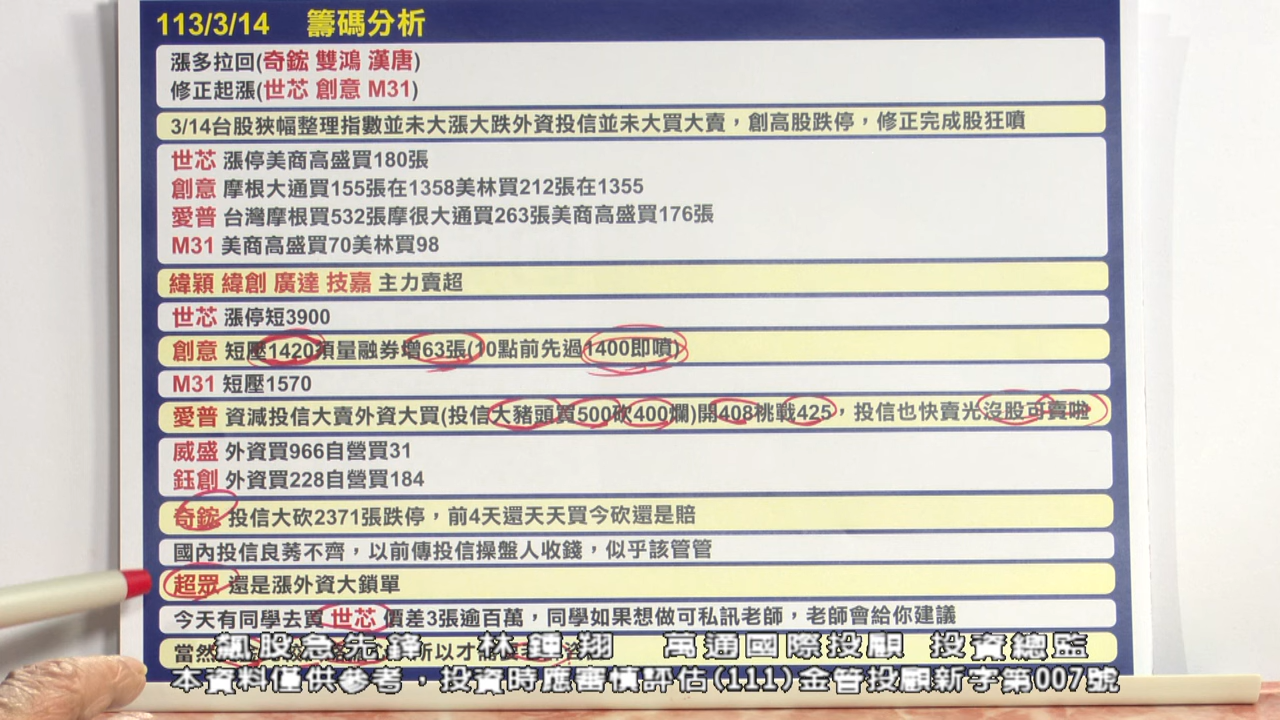 113/3/14 籌碼分析
漲多拉回(奇鋐 雙鴻 漢唐)
修正起漲(世芯 創意 M31)
3/14台股狹幅整理指數並未大漲大跌外資投信並未大買大賣，創高股跌停，修正完成股狂噴
世芯 漲停美商高盛買180張
創意 摩根大通買155張在1358美林買212張在1355
愛普 台灣摩根買532張摩很大通買263張美商高盛買176張
M31 美商高盛買70美林買98
緯穎 緯創 廣達 技嘉 主力賣超
世芯 漲停短3900
創意 短壓1420須量融券增63張(10點前先過1400即噴)
M31 短壓1570
愛普 資減投信大賣外資大買(投信大豬頭買500砍400爛)開408挑戰425，投信也快賣光沒股可賣啦
威盛 外資買966自營買31
鈺創 外資買228自營買184
奇鋐 投信大砍2371張跌停，前4天還天天買今砍還是賠
國內投信良莠不齊，以前傳投信操盤人收錢，似乎該管管
超眾 還是漲外資大鎖單
今天有同學去買 世芯 價差3張逾百萬，同學如果想做可私訊老師，老師會給你建議
當然
所以才
飆股急先鋒 林鍾翔 萬通國際投顧 投資總監
本資料僅供參考，投資時應審慎評估(111)金管投顧新字第007號